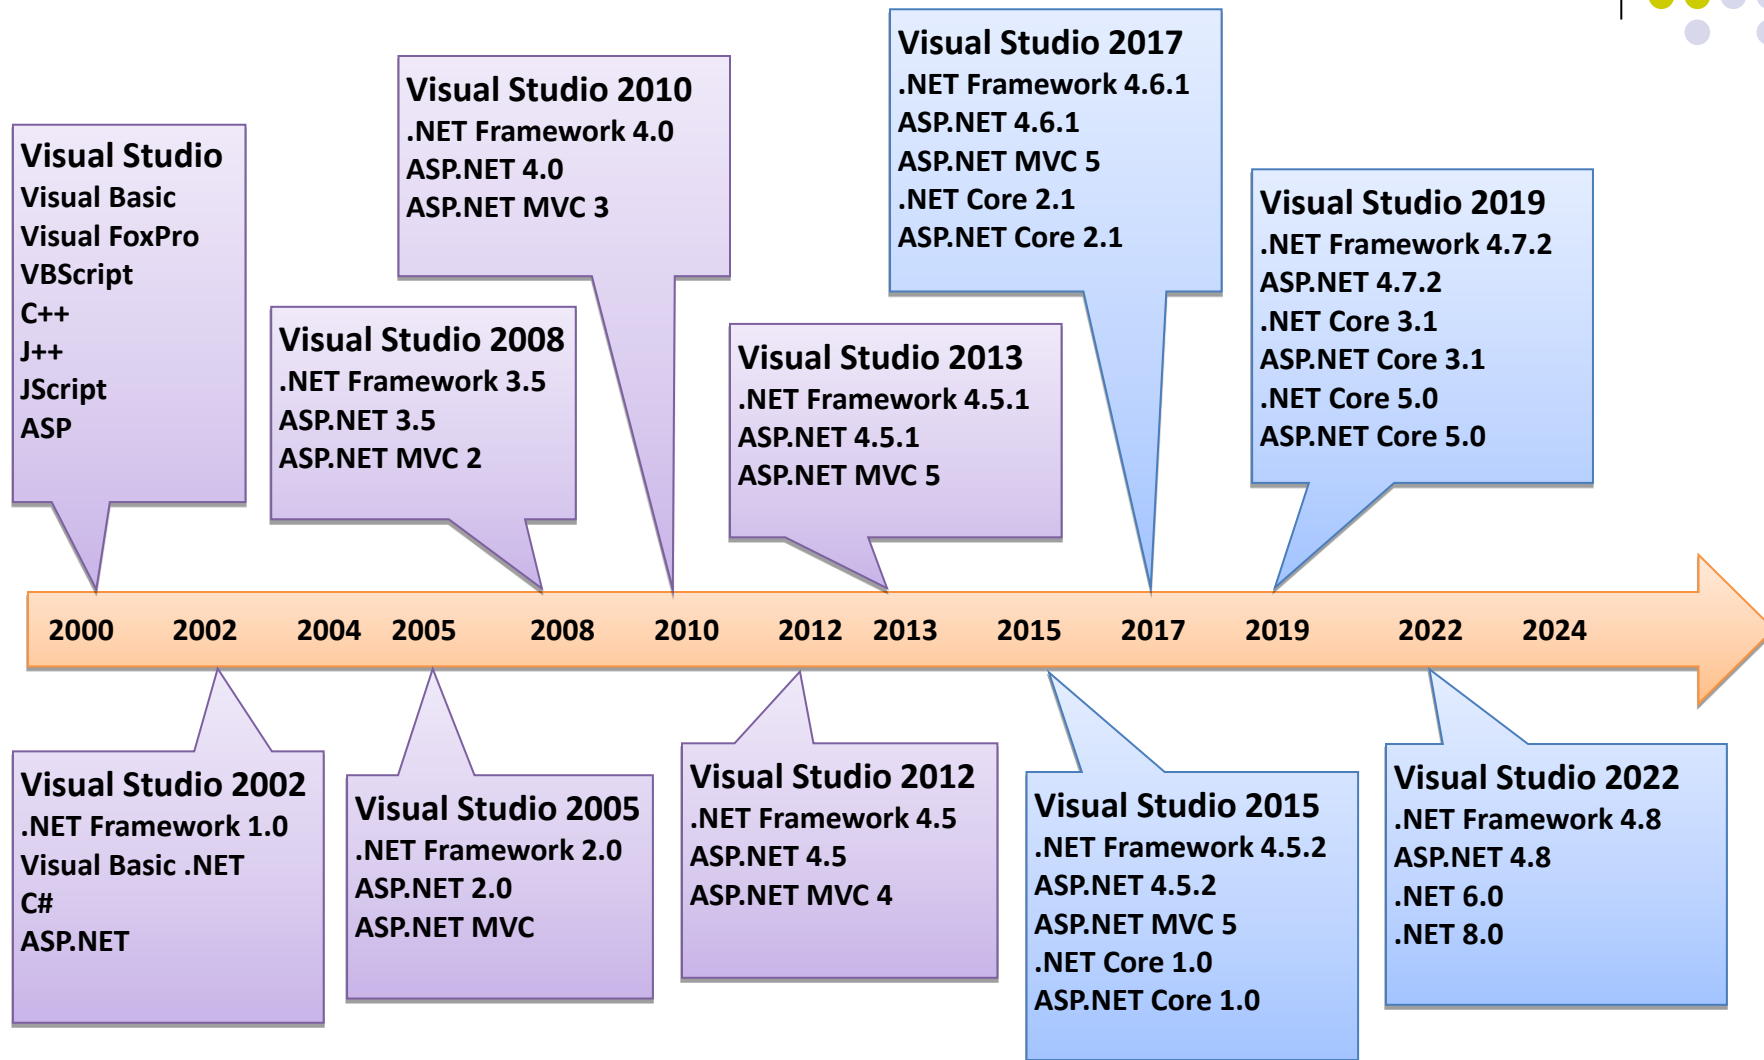 Visual Studio
Visual Basic
Visual FoxPro
VBScript
C++
J++
JScript
ASP
Visual Studio 2008
.NET Framework 3.5
ASP.NET 3.5
ASP.NET MVC 2
Visual Studio 2010
.NET Framework 4.0
ASP.NET 4.0
ASP.NET MVC 3
Visual Studio 2013
.NET Framework 4.5.1
ASP.NET 4.5.1
ASP.NET MVC 5
Visual Studio 2017
.NET Framework 4.6.1
ASP.NET 4.6.1
ASP.NET MVC 5
.NET Core 2.1
ASP.NET Core 2.1
Visual Studio 2019
.NET Framework 4.7.2
ASP.NET 4.7.2
.NET Core 3.1
ASP.NET Core 3.1
.NET Core 5.0
ASP.NET Core 5.0
2000 2002 2004 2005 2008 2010 2012 2013 2015 2017 2019 2022 2024
Visual Studio 2002
.NET Framework 1.0
Visual Basic .NET
C#
ASP.NET
Visual Studio 2005
.NET Framework 2.0
ASP.NET 2.0
ASP.NET MVC
Visual Studio 2012
.NET Framework 4.5
ASP.NET 4.5
ASP.NET MVC 4
Visual Studio 2015
.NET Framework 4.5.2
ASP.NET 4.5.2
ASP.NET MVC 5
.NET Core 1.0
ASP.NET Core 1.0
Visual Studio 2022
.NET Framework 4.8
ASP.NET 4.8
.NET 6.0
.NET 8.0